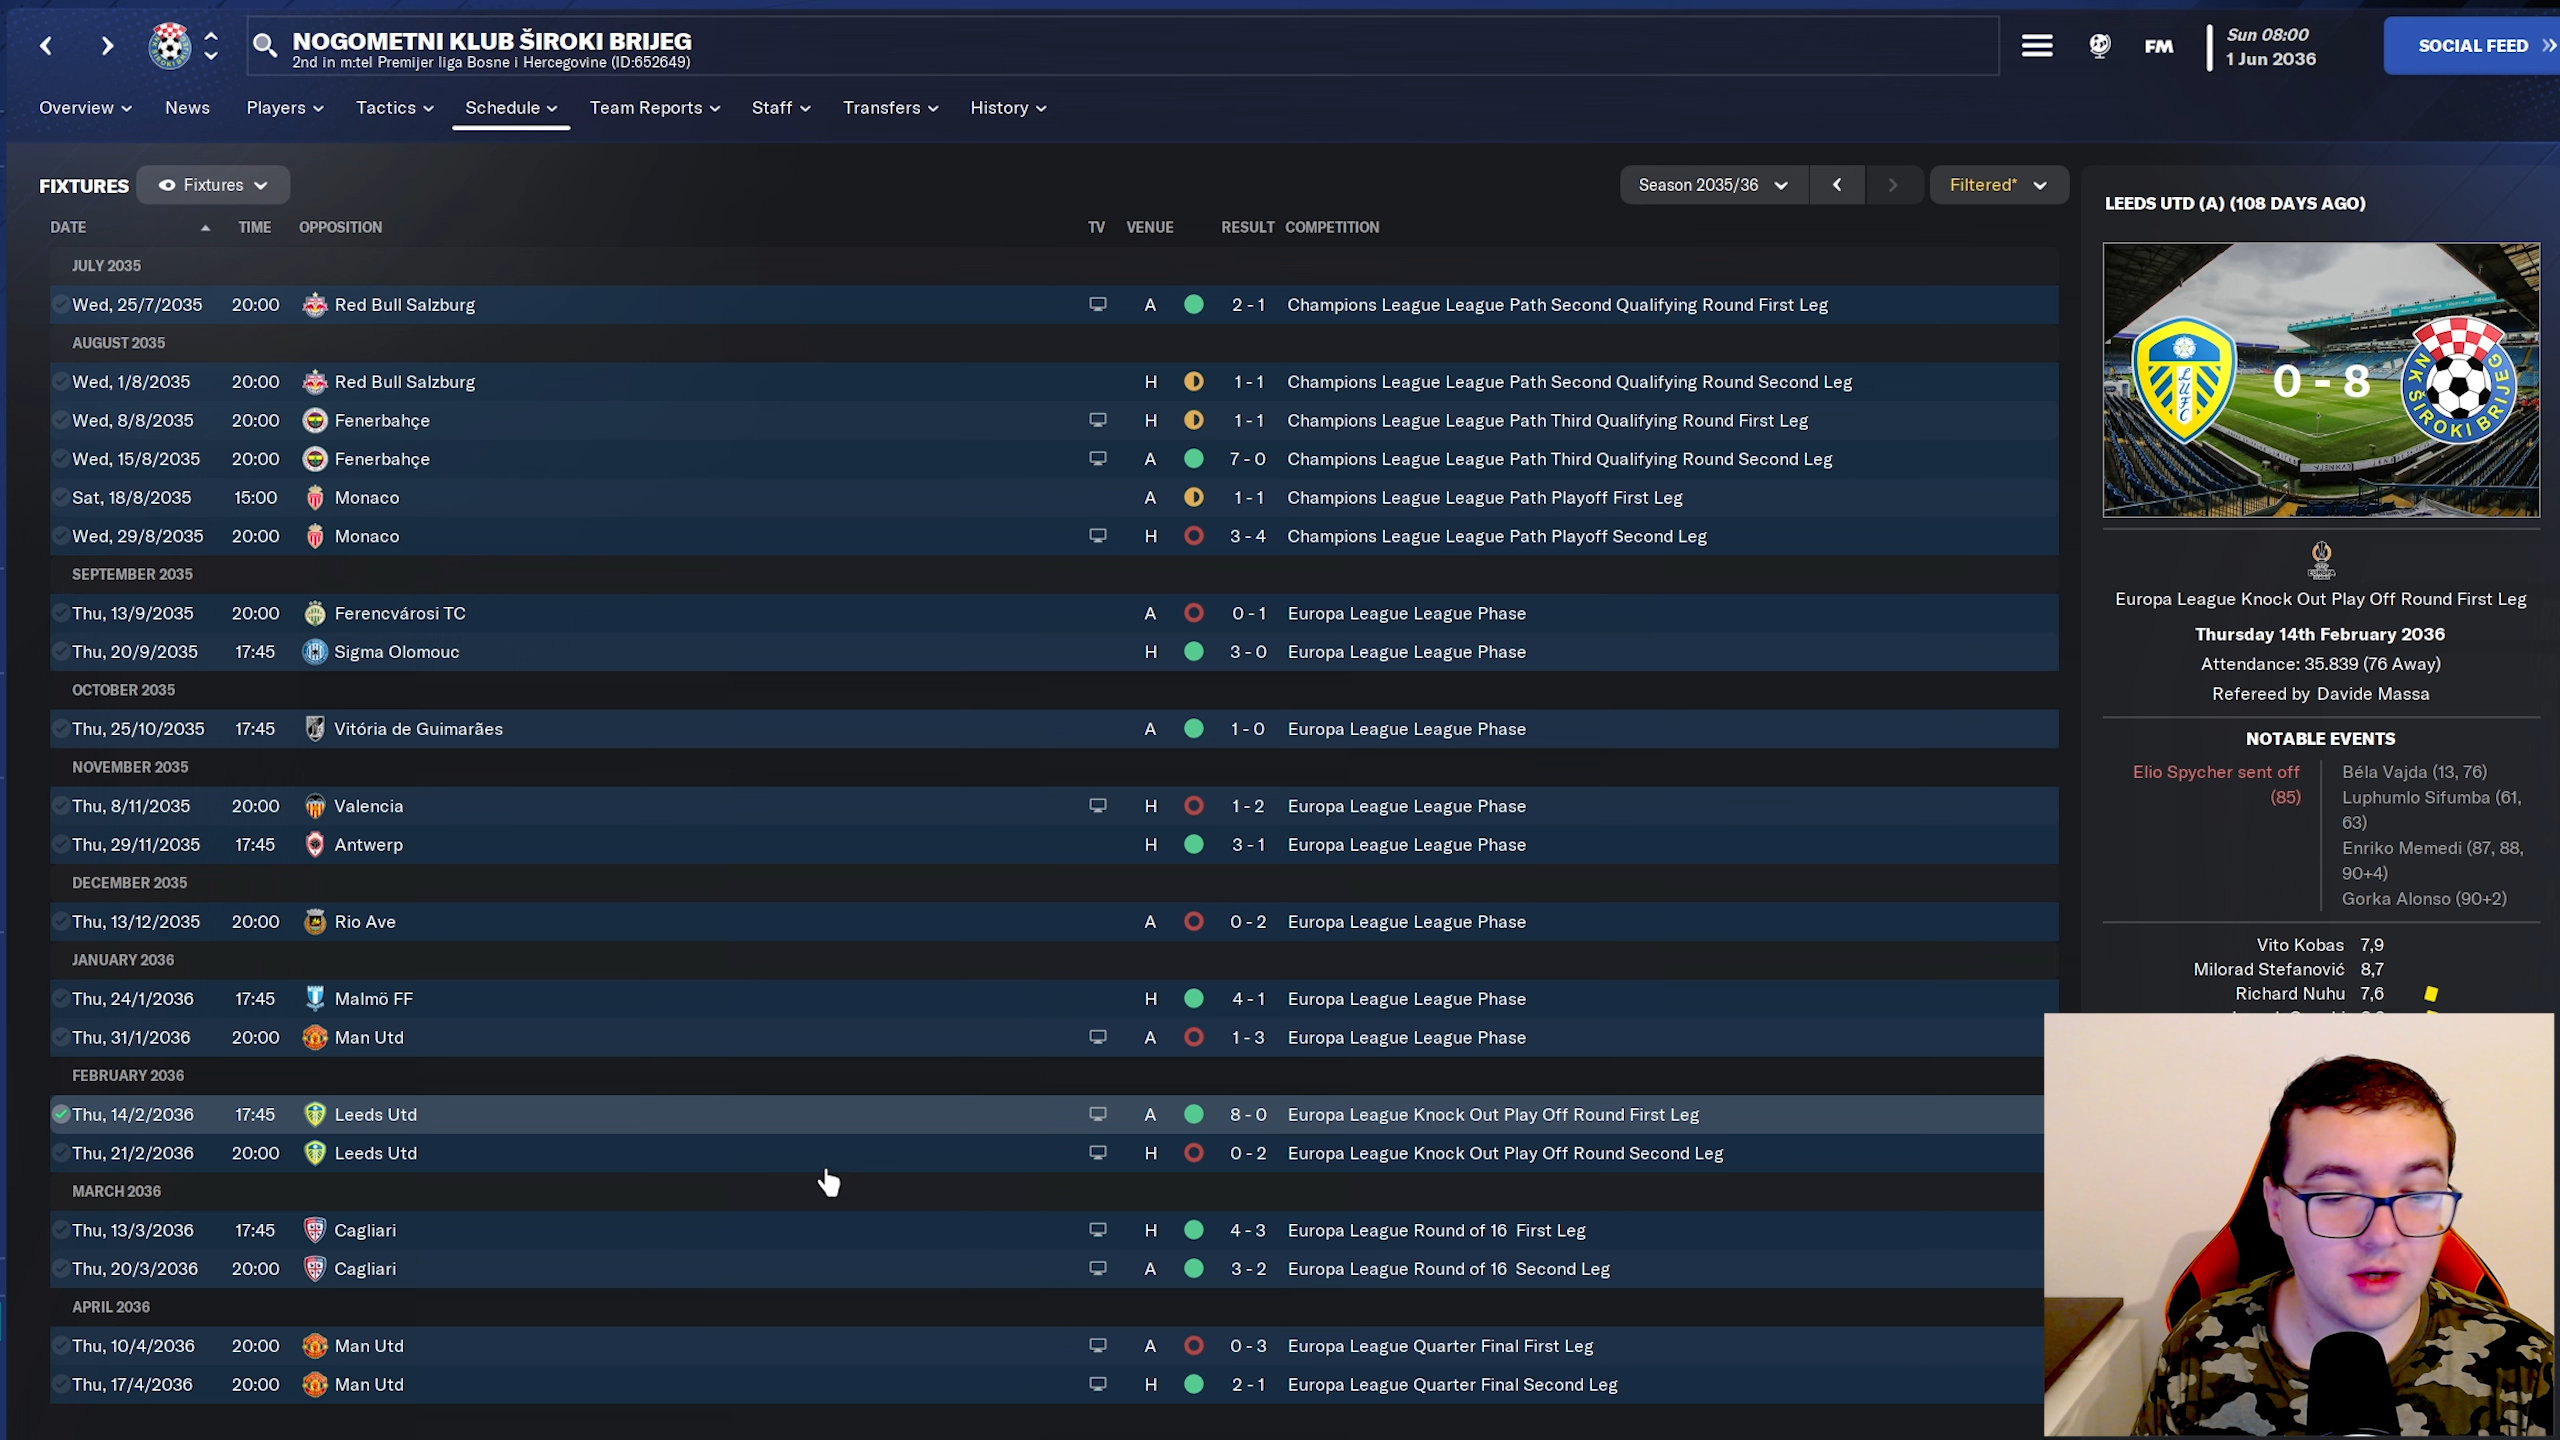 NOGOMETNI KLUB ŠIROKI BRIJEG
2nd in m:tel Premijer liga Bosne i Hercegovine (ID:652649)
FM
Sun 08:00
1 Jun 2036
SOCIAL FEED
Overview News Players Tactics Schedule Team Reports Staff Transfers History
FIXTURES Fixtures Season 2035/36 Filtered*
DATE TIME OPPOSITION TV VENUE RESULT COMPETITION
JULY 2035
Wed, 25/7/2035 20:00 Red Bull Salzburg A 2 - 1 Champions League League Path Second Qualifying Round First Leg
AUGUST 2035
Wed, 1/8/2035 20:00 Red Bull Salzburg H 1 - 1 Champions League League Path Second Qualifying Round Second Leg
Wed, 8/8/2035 20:00 Fenerbahçe H 1 - 1 Champions League League Path Third Qualifying Round First Leg
Wed, 15/8/2035 20:00 Fenerbahçe A 7 - 0 Champions League League Path Third Qualifying Round Second Leg
Sat, 18/8/2035 15:00 Monaco A 1 - 1 Champions League League Path Playoff First Leg
Wed, 29/8/2035 20:00 Monaco H 3 - 4 Champions League League Path Playoff Second Leg
SEPTEMBER 2035
Thu, 13/9/2035 20:00 Ferencvárosi TC A 0 - 1 Europa League League Phase
Thu, 20/9/2035 17:45 Sigma Olomouc H 3 - 0 Europa League League Phase
OCTOBER 2035
Thu, 25/10/2035 17:45 Vitória de Guimarães A 1 - 0 Europa League League Phase
NOVEMBER 2035
Thu, 8/11/2035 20:00 Valencia H 1 - 2 Europa League League Phase
Thu, 29/11/2035 17:45 Antwerp H 3 - 1 Europa League League Phase
DECEMBER 2035
Thu, 13/12/2035 20:00 Rio Ave A 0 - 2 Europa League League Phase
JANUARY 2036
Thu, 24/1/2036 17:45 Malmö FF H 4 - 1 Europa League League Phase
Thu, 31/1/2036 20:00 Man Utd A 1 - 3 Europa League League Phase
FEBRUARY 2036
Thu, 14/2/2036 17:45 Leeds Utd A 8 - 0 Europa League Knock Out Play Off Round First Leg
Thu, 21/2/2036 20:00 Leeds Utd H 0 - 2 Europa League Knock Out Play Off Round Second Leg
MARCH 2036
Thu, 13/3/2036 17:45 Cagliari H 4 - 3 Europa League Round of 16 First Leg
Thu, 20/3/2036 20:00 Cagliari A 3 - 2 Europa League Round of 16 Second Leg
APRIL 2036
Thu, 10/4/2036 20:00 Man Utd A 0 - 3 Europa League Quarter Final First Leg
Thu, 17/4/2036 20:00 Man Utd H 2 - 1 Europa League Quarter Final Second Leg
LEEDS UTD (A) (108 DAYS AGO)
LUFC
0 - 8
NK ŠIROKI BRIJEG
Europa League Knock Out Play Off Round First Leg
Thursday 14th February 2036
Attendance: 35.839 (76 Away)
Refereed by Davide Massa
NOTABLE EVENTS
Elio Spycher sent off
(85)
Béla Vajda (13, 76)
Luphumlo Sifumba (61,
63)
Enriko Memedi (87, 88,
90+4)
Gorka Alonso (90+2)
Vito Kobas 7,9
Milorad Stefanović 8,7
Richard Nuhu 7,6